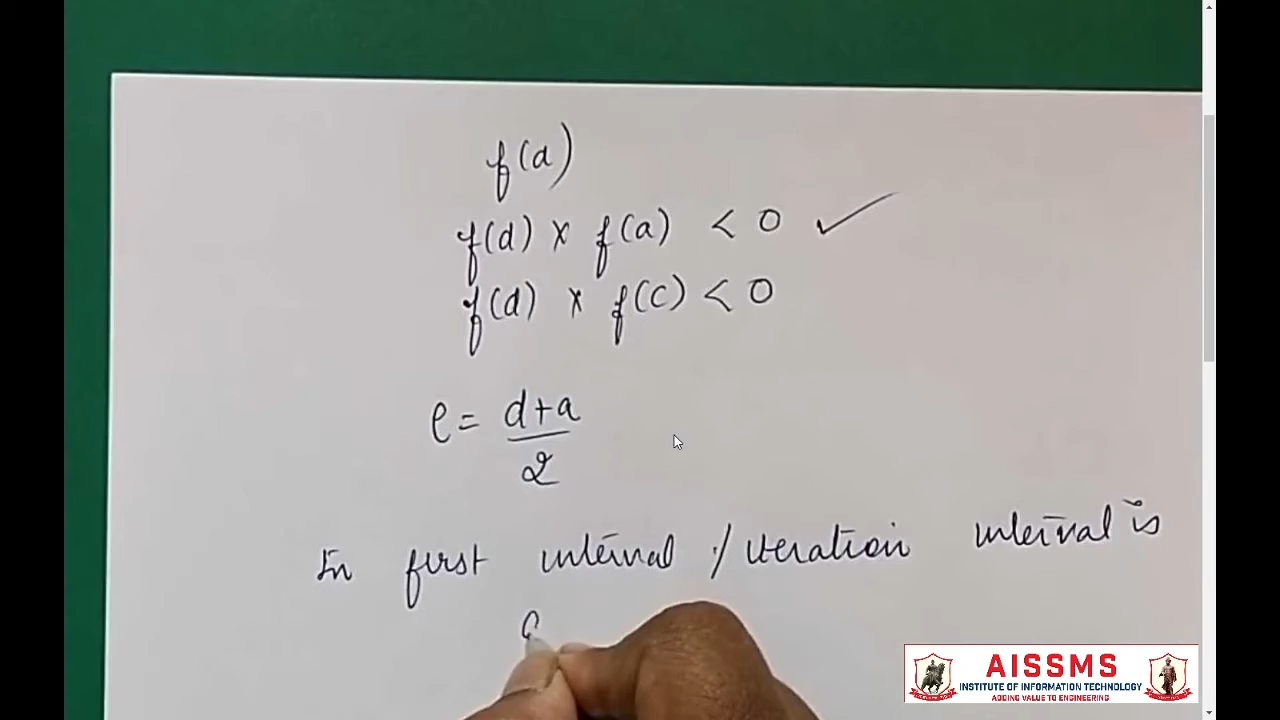 f(d)
f(d) x f(a) < 0 ✓
f(d) x f(c) < 0
e = d+a
2
In first interval / iteration interval is
AISSMS
INSTITUTE OF INFORMATION TECHNOLOGY
ADDING VALUE TO ENGINEERING